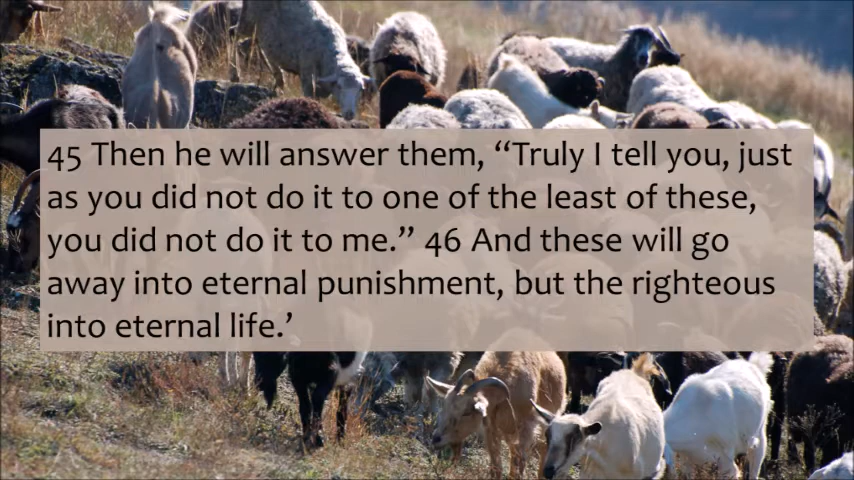 45 Then he will answer them, “Truly I tell you, just
as you did not do it to one of the least of these,
you did not do it to me.” 46 And these will go
away into eternal punishment, but the righteous
into eternal life.’